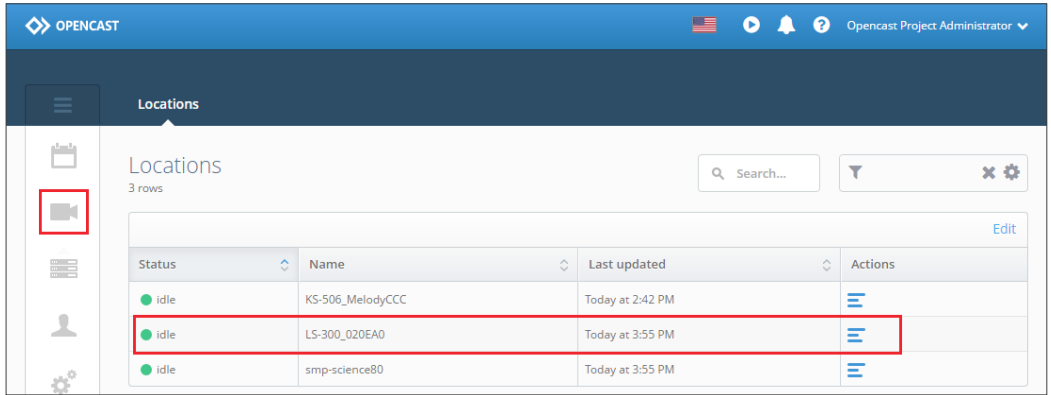 OPENCAST Opencast Project Administrator
Locations
Locations
3 rows
Search...
Edit
Status Name Last updated Actions
idle KS-506_MelodyCCC Today at 2:42 PM
idle LS-300_020EA0 Today at 3:55 PM
idle smp-science80 Today at 3:55 PM